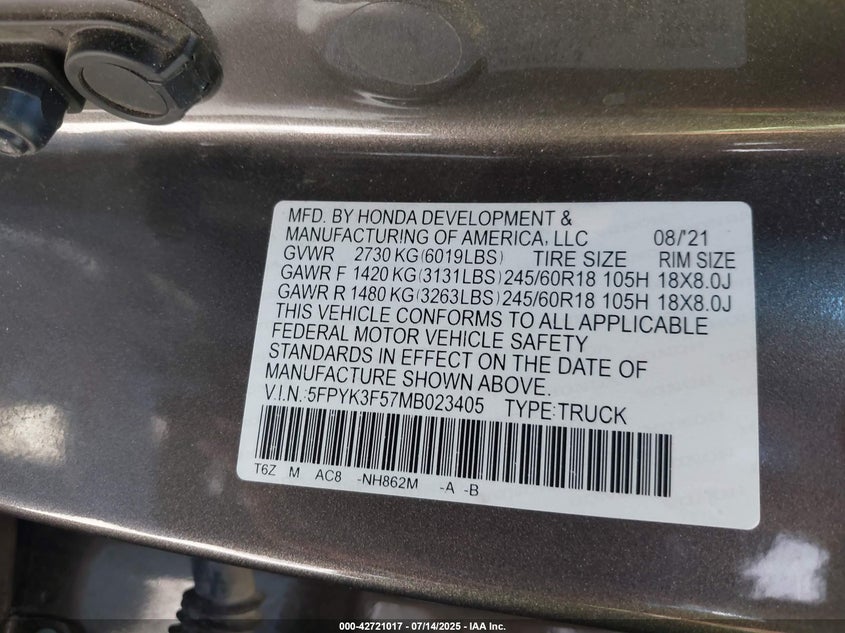 MFD. BY HONDA DEVELOPMENT &
MANUFACTURING OF AMERICA, LLC 08/'21
GVWR 2730 KG(6019LBS) TIRE SIZE RIM SIZE
GAWR F 1420 KG(3131LBS) 245/60R18 105H 18X8.0J
GAWR R 1480 KG(3263LBS) 245/60R18 105H 18X8.0J
THIS VEHICLE CONFORMS TO ALL APPLICABLE
FEDERAL MOTOR VEHICLE SAFETY
STANDARDS IN EFFECT ON THE DATE OF
MANUFACTURE SHOWN ABOVE.
V.I.N.:5FPYK3F57MB023405 TYPE:TRUCK
T6Z M AC8 -NH862M -A -B
000-42721017 - 07/14/2025 - IAA Inc.